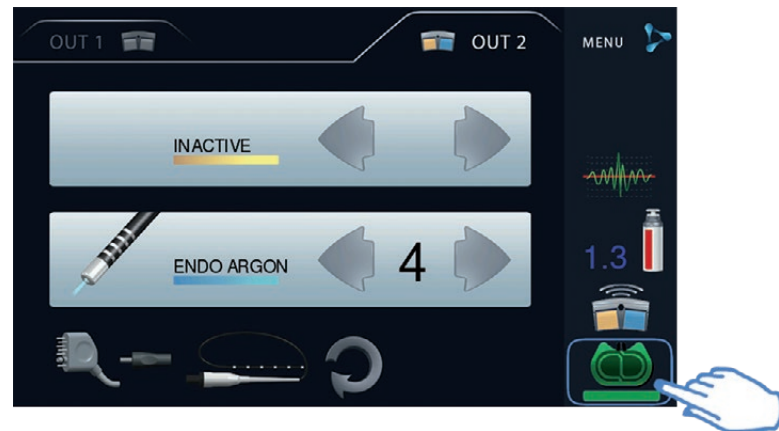 OUT 1
OUT 2
MENU
INACTIVE
ENDO ARGON
4
1.3